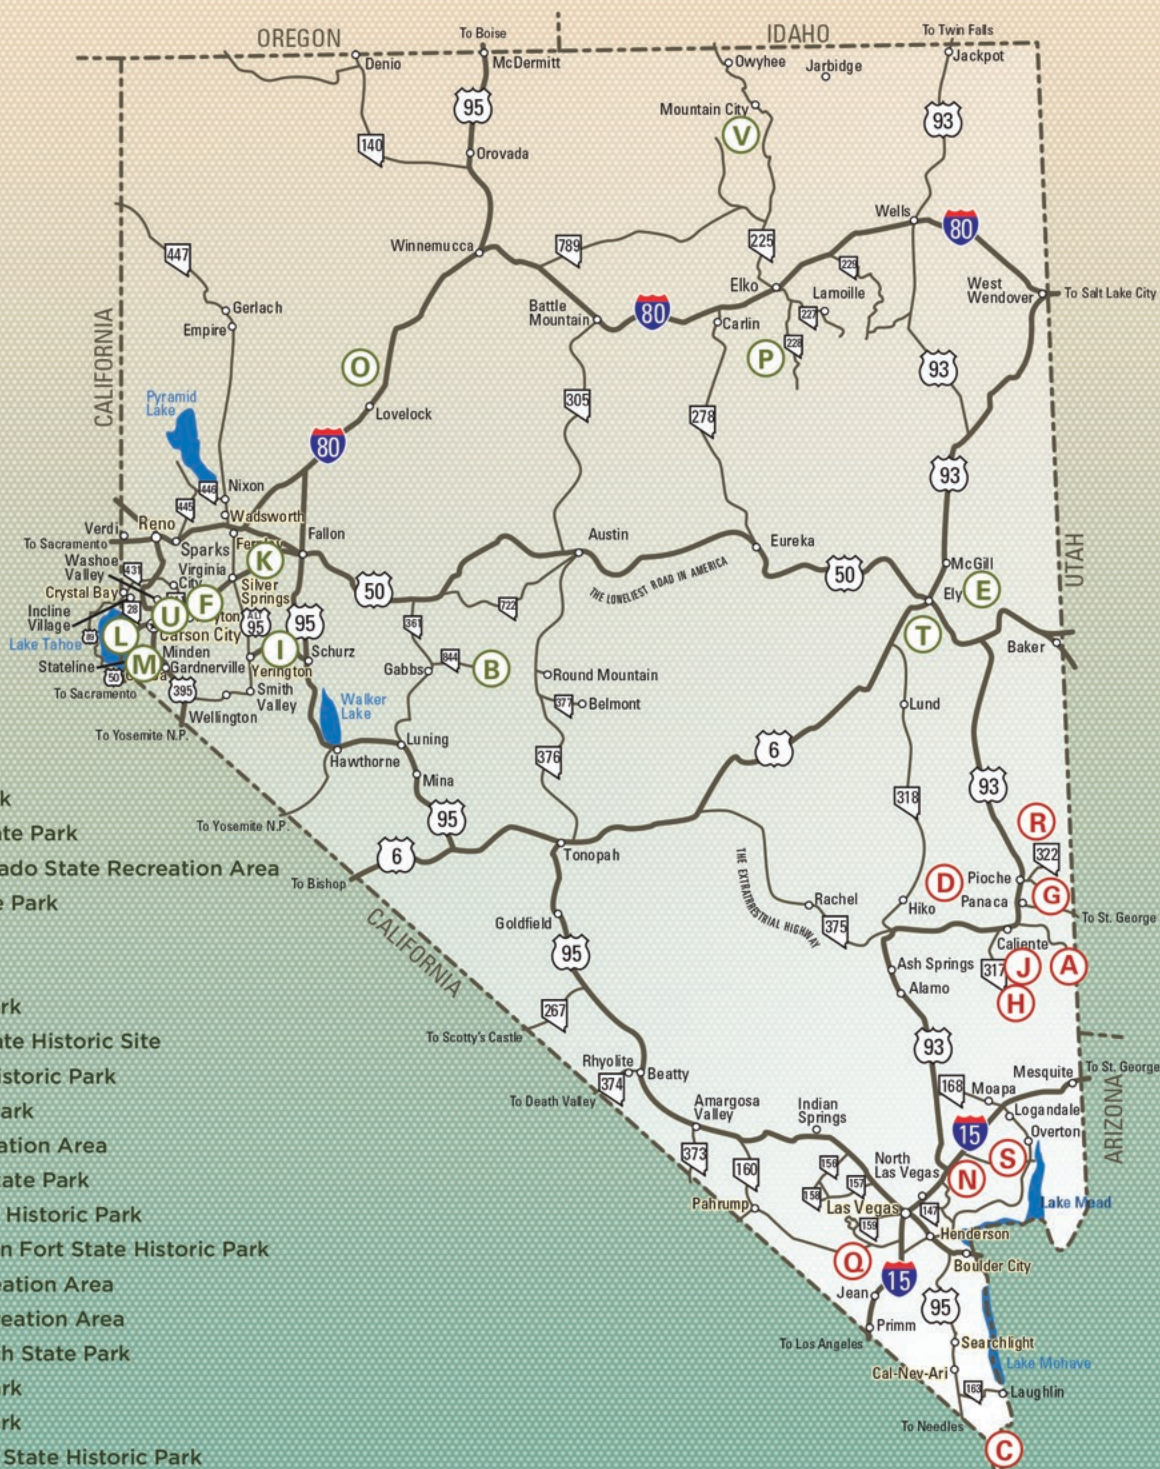 OREGON
To Boise
IDAHO
To Twin Falls
Denio
McDermitt
Owyhee
Jarbidge
Jackpot
95
Mountain City
93
V
140
Orovada
Wells
80
Winnemucca
789
225
447
229
Elko
Lamoille
West
Wendover
To Salt Lake City
Gerlach
Empire
Battle
Mountain
80
227
Carlin
228
CALIFORNIA
O
P
93
Pyramid
Lake
305
278
Lovelock
80
93
446
Nixon
445
Wadsworth
Verdi
Reno
To Sacramento
Sparks
Fallon
Austin
Eureka
UTAH
K
Washoe
Valley
431
Virginia
City
Silver
Springs
50
THE LONELIEST ROAD IN AMERICA
50
McGill
Ely
E
Crystal Bay
28
U
F
722
Incline
Village
ALT
95
95
361
Lake Tahoe
L
Carson City
T
Baker
89
Minden
I
Schurz
Stateline
M
Gardnerville
Yerington
Gabbs
844
B
Round Mountain
50
To Sacramento
395
Smith
Valley
Walker
Lake
377
Belmont
Lund
Wellington
To Yosemite N.P.
Luning
6
Hawthorne
376
Mina
93
318
k
To Yosemite N.P.
95
R
ate Park
322
6
Tonopah
ado State Recreation Area
To Bishop
THE EXTRATERRESTRIAL HIGHWAY
D
Pioche
G
e Park
Rachel
Hiko
Panaca
To St. George
CALIFORNIA
Goldfield
375
95
Caliente
Ash Springs
317
J
A
Alamo
H
rk
267
ate Historic Site
To Scotty's Castle
93
istoric Park
Rhyolite
Beatty
374
Mesquite
To St. George
168
Moapa
ark
To Death Valley
Amargosa
Valley
Indian
Springs
Logandale
ARIZONA
15
Overton
ation Area
373
160
156
North
Las Vegas
S
ate Park
158
157
N
Historic Park
Pahrump
Las Vegas
147
Lake Mead
159
Henderson
n Fort State Historic Park
Q
Boulder City
eation Area
15
Jean
95
reation Area
Primm
To Los Angeles
Searchlight
h State Park
Lake Mohave
Cal-Nev-Ari
rk
163
Laughlin
rk
To Needles
C
State Historic Park